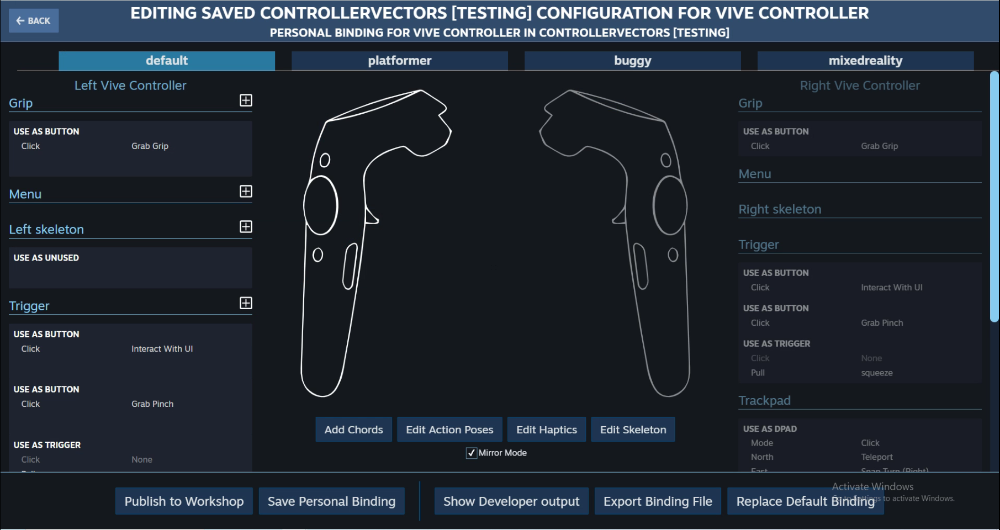 BACK
EDITING SAVED CONTROLLERVECTORS [TESTING] CONFIGURATION FOR VIVE CONTROLLER
PERSONAL BINDING FOR VIVE CONTROLLER IN CONTROLLERVECTORS [TESTING]
default
platformer
buggy
mixedreality
Left Vive Controller
Grip
USE AS BUTTON
Click Grab Grip
Menu
Left skeleton
USE AS UNUSED
Trigger
USE AS BUTTON
Click Interact With UI
USE AS BUTTON
Click Grab Pinch
USE AS TRIGGER
Click None
Add Chords
Edit Action Poses
Edit Haptics
Edit Skeleton
Mirror Mode
Right Vive Controller
Grip
USE AS BUTTON
Click Grab Grip
Menu
Right skeleton
Trigger
USE AS BUTTON
Click Interact With UI
USE AS BUTTON
Click Grab Pinch
USE AS TRIGGER
Click None
Pull squeeze
Trackpad
USE AS DPAD
Mode Click
North Teleport
East Snap Turn (Right)
Publish to Workshop
Save Personal Binding
Show Developer output
Export Binding File
Replace Default Binding
Activate Windows
Go to Settings to activate Windows.